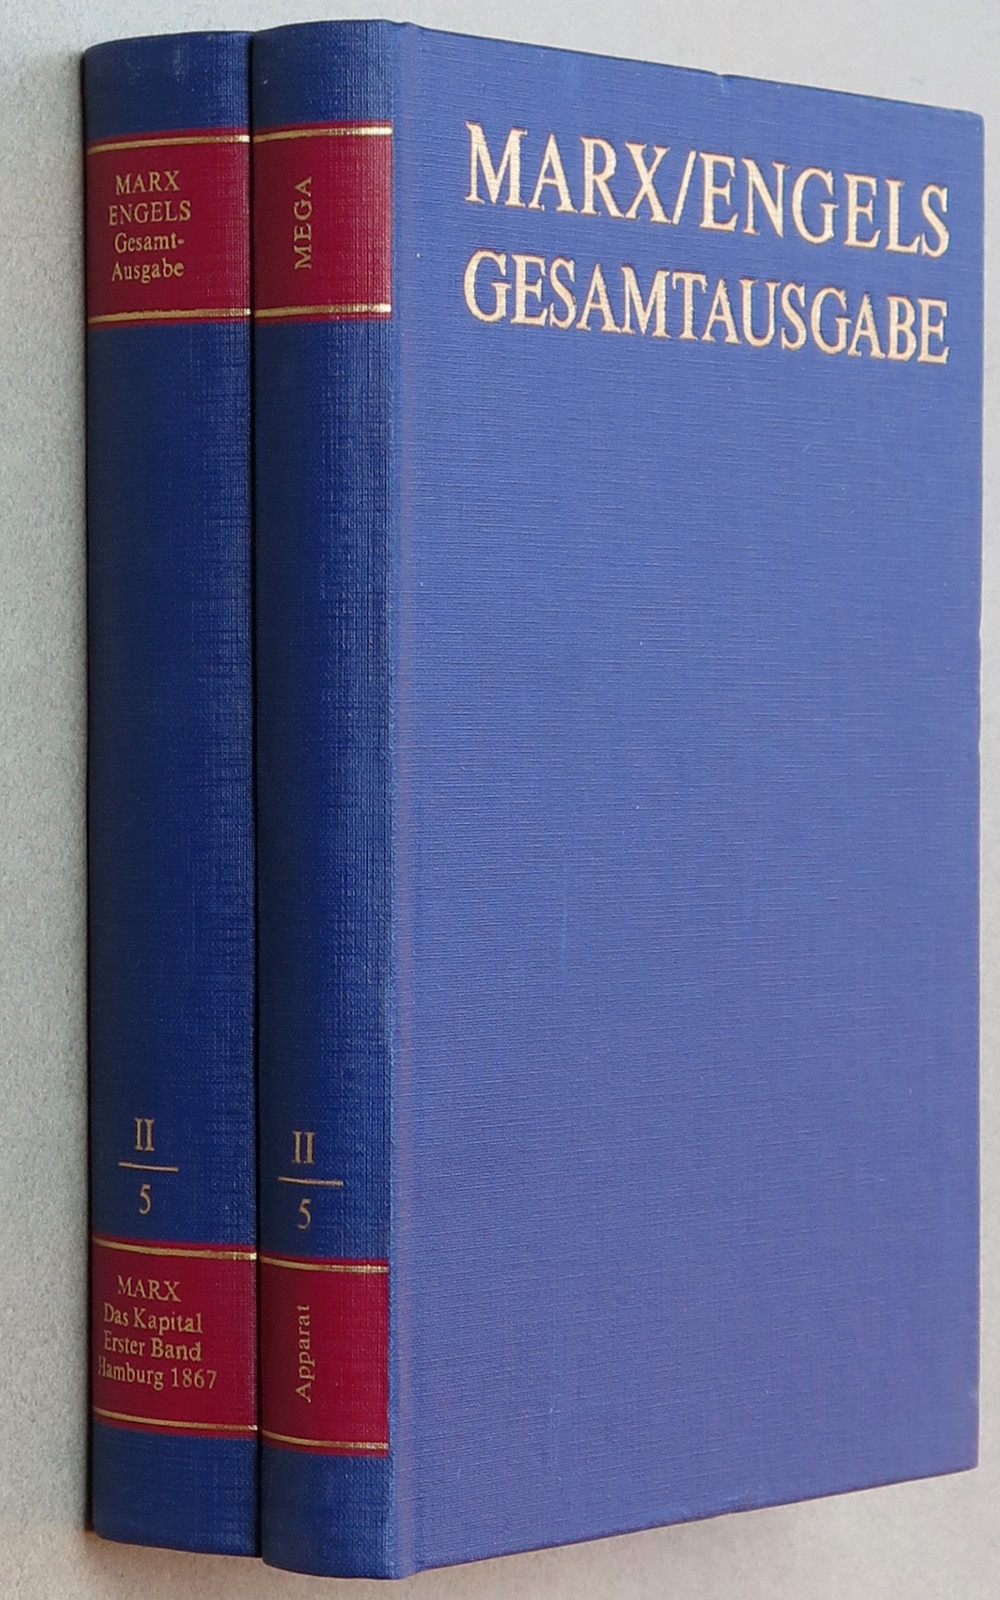 MARX
ENGELS
Gesamt-
Ausgabe
II
5
MARX
Das Kapital
Erster Band
Hamburg 1867
MEGA
II
5
Apparat
MARX/ENGELS
GESAMTAUSGABE